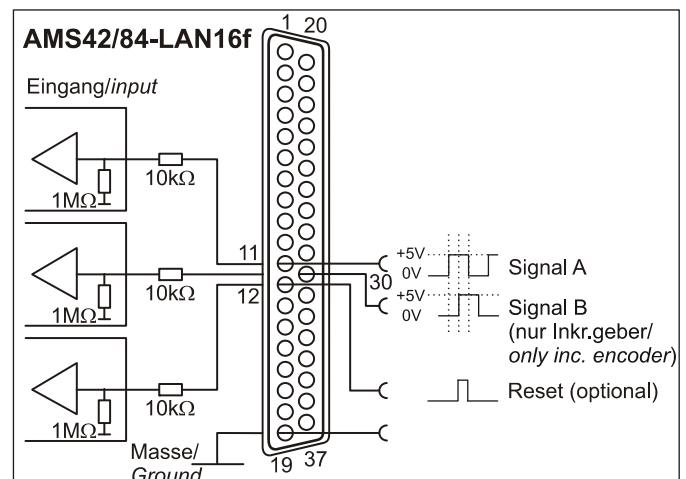 AMS42/84-LAN16f
1 20
Eingang/input
1MΩ
10kΩ
11
1MΩ
10kΩ
12
1MΩ
10kΩ
Masse/
Ground
19 37
30
+5V
0V
Signal A
+5V
0V
Signal B
(nur Inkr.geber/
only inc. encoder)
Reset (optional)